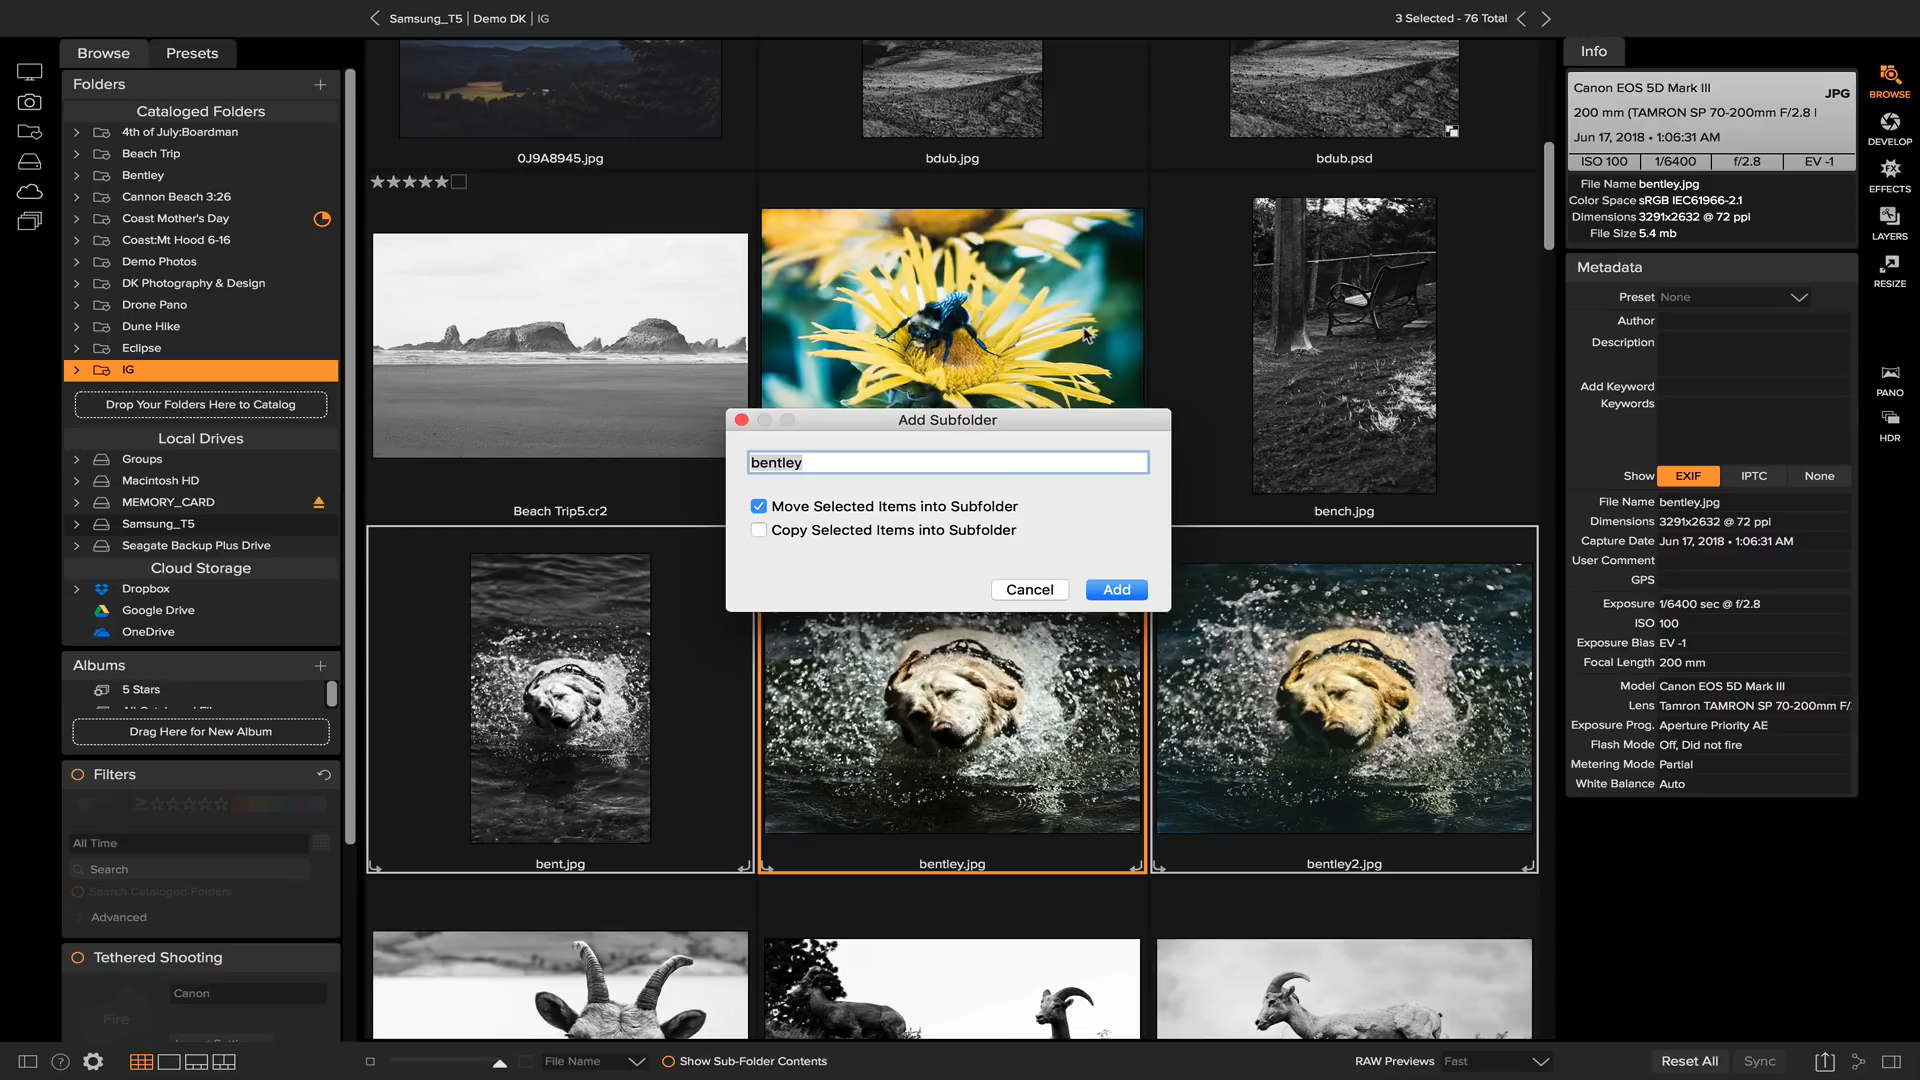 Samsung_T5 | Demo DK | IG
3 Selected - 76 Total
Browse
Presets
Folders
Cataloged Folders
4th of July:Boardman
Beach Trip
Bentley
Cannon Beach 3:26
Coast Mother's Day
Coast:Mt Hood 6-16
Demo Photos
DK Photography & Design
Drone Pano
Dune Hike
Eclipse
IG
Drop Your Folders Here to Catalog
Local Drives
Groups
Macintosh HD
MEMORY_CARD
Samsung_T5
Seagate Backup Plus Drive
Cloud Storage
Dropbox
Google Drive
OneDrive
Albums
5 Stars
Drag Here for New Album
Filters
All Time
Search
Search Cataloged Folders
Advanced
Tethered Shooting
Canon
Fire
0J9A8945.jpg
bdub.jpg
bdub.psd
Beach Trip5.cr2
bench.jpg
Add Subfolder
bentley
Move Selected Items into Subfolder
Copy Selected Items into Subfolder
Cancel
Add
bent.jpg
bentley.jpg
bentley2.jpg
File Name
Show Sub-Folder Contents
RAW Previews Fast
Reset All
Sync
Info
Canon EOS 5D Mark III
JPG
200 mm (TAMRON SP 70-200mm F/2.8
Jun 17, 2018 • 1:06:31 AM
ISO 100
1/6400
f/2.8
EV -1
File Name bentley.jpg
Color Space sRGB IEC61966-2.1
Dimensions 3291x2632 @ 72 ppi
File Size 5.4 mb
Metadata
Preset None
Author
Description
Add Keyword
Keywords
Show EXIF IPTC None
File Name bentley.jpg
Dimensions 3291x2632 @ 72 ppi
Capture Date Jun 17, 2018 • 1:06:31 AM
User Comment
GPS
Exposure 1/6400 sec @ f/2.8
ISO 100
Exposure Bias EV -1
Focal Length 200 mm
Model Canon EOS 5D Mark III
Lens Tamron TAMRON SP 70-200mm F/
Exposure Prog. Aperture Priority AE
Flash Mode Off, Did not fire
Metering Mode Partial
White Balance Auto
BROWSE
DEVELOP
EFFECTS
LAYERS
RESIZE
PANO
HDR